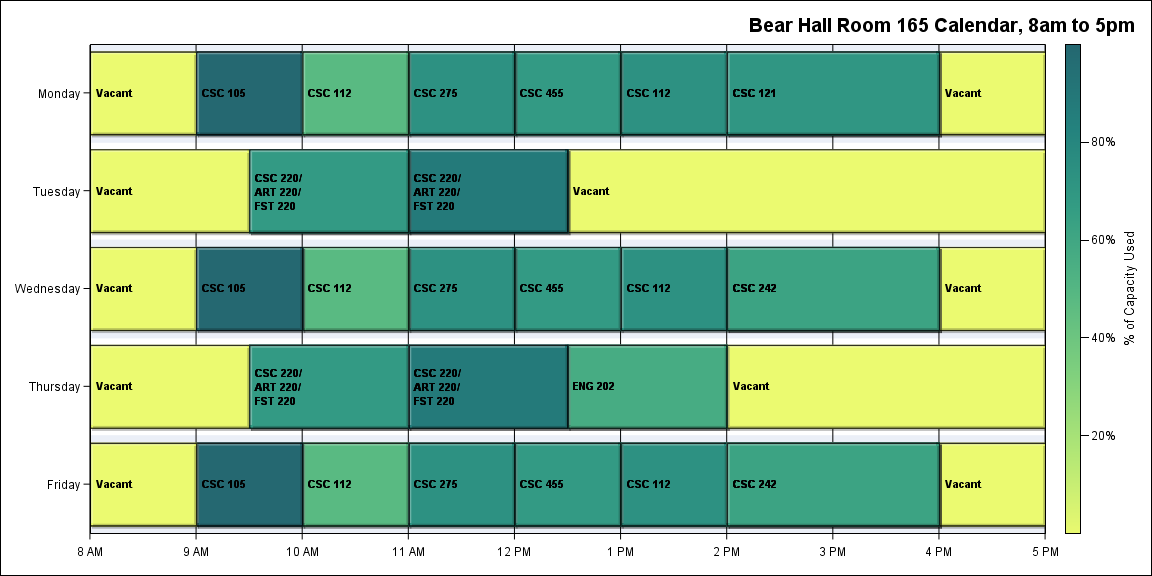 Bear Hall Room 165 Calendar, 8am to 5pm
Monday
Vacant
CSC 105
CSC 112
CSC 275
CSC 455
CSC 112
CSC 121
Vacant
Tuesday
Vacant
CSC 220/
ART 220/
FST 220
CSC 220/
ART 220/
FST 220
Vacant
Wednesday
Vacant
CSC 105
CSC 112
CSC 275
CSC 455
CSC 112
CSC 242
Vacant
Thursday
Vacant
CSC 220/
ART 220/
FST 220
CSC 220/
ART 220/
FST 220
ENG 202
Vacant
Friday
Vacant
CSC 105
CSC 112
CSC 275
CSC 455
CSC 112
CSC 242
Vacant
8 AM
9 AM
10 AM
11 AM
12 PM
1 PM
2 PM
3 PM
4 PM
5 PM
80%
60%
40%
20%
% of Capacity Used